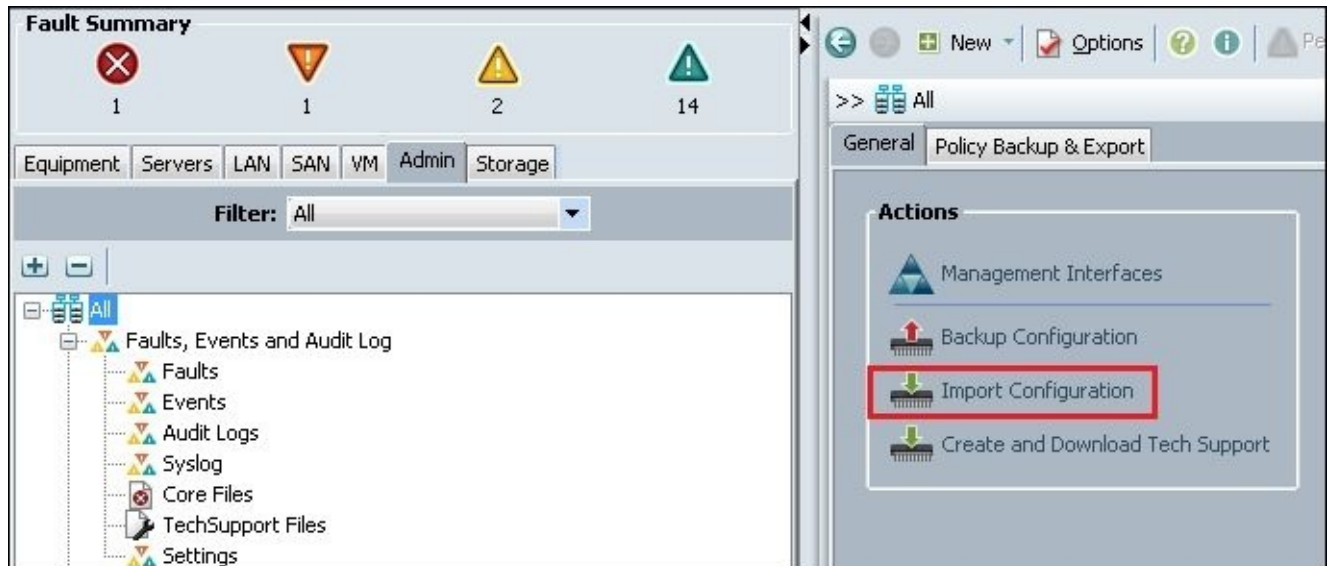 Fault Summary
1 1 2 14
Equipment Servers LAN SAN VM Admin Storage
Filter: All
All
Faults, Events and Audit Log
Faults
Events
Audit Logs
Syslog
Core Files
TechSupport Files
Settings
New Options
>> All
General Policy Backup & Export
Actions
Management Interfaces
Backup Configuration
Import Configuration
Create and Download Tech Support